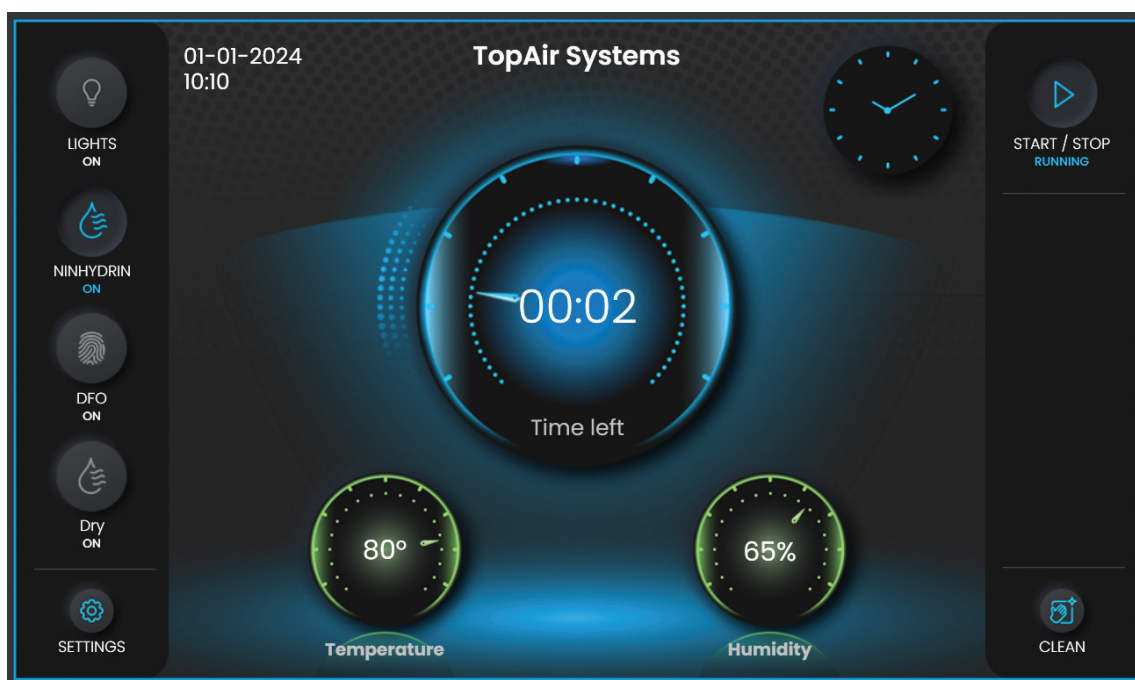 01-01-2024
10:10
TopAir Systems
LIGHTS
ON
NINHYDRIN
ON
DFO
ON
Dry
ON
SETTINGS
00:02
Time left
80°
Temperature
65%
Humidity
START / STOP
RUNNING
CLEAN